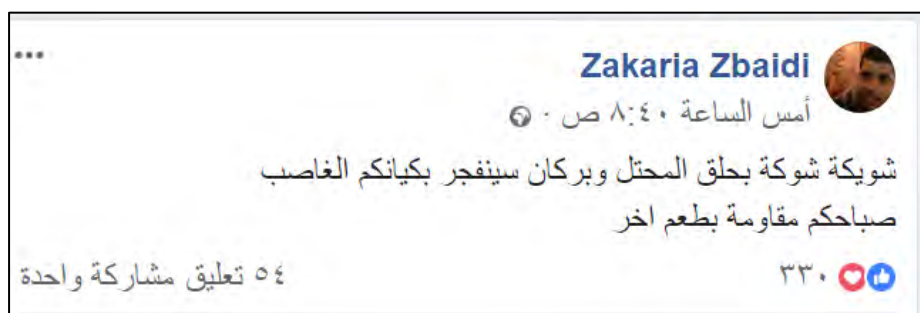 Zakaria Zbaidi
أمس الساعة ٨:٤٠ ص ·
شويكة شوكة بحلق المحتل وبركان سينفجر بكيانكم الغاصب
صباحكم مقاومة بطعم اخر
٣٣٠
٥٤ تعليق مشاركة واحدة